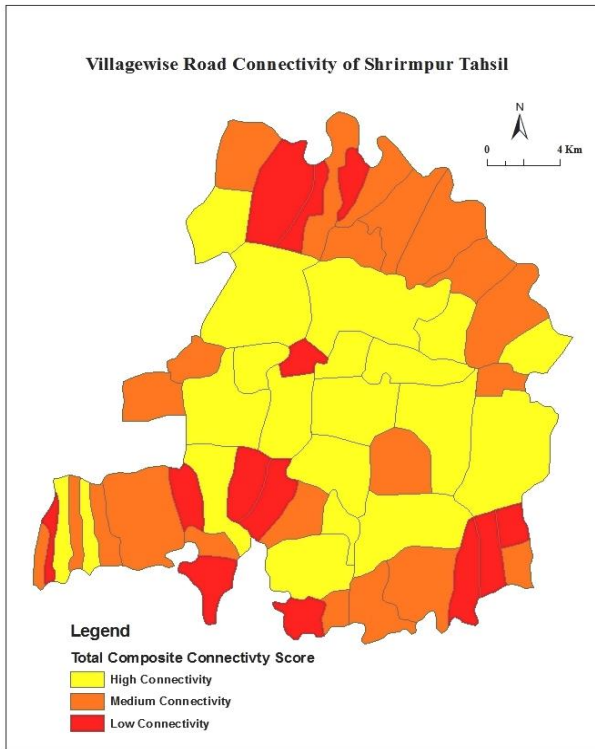 Villagewise Road Connectivity of Shrirmpur Tahsil
N
0 4 Km
Legend
Total Composite Connectivty Score
High Connectivity
Medium Connectivity
Low Connectivity